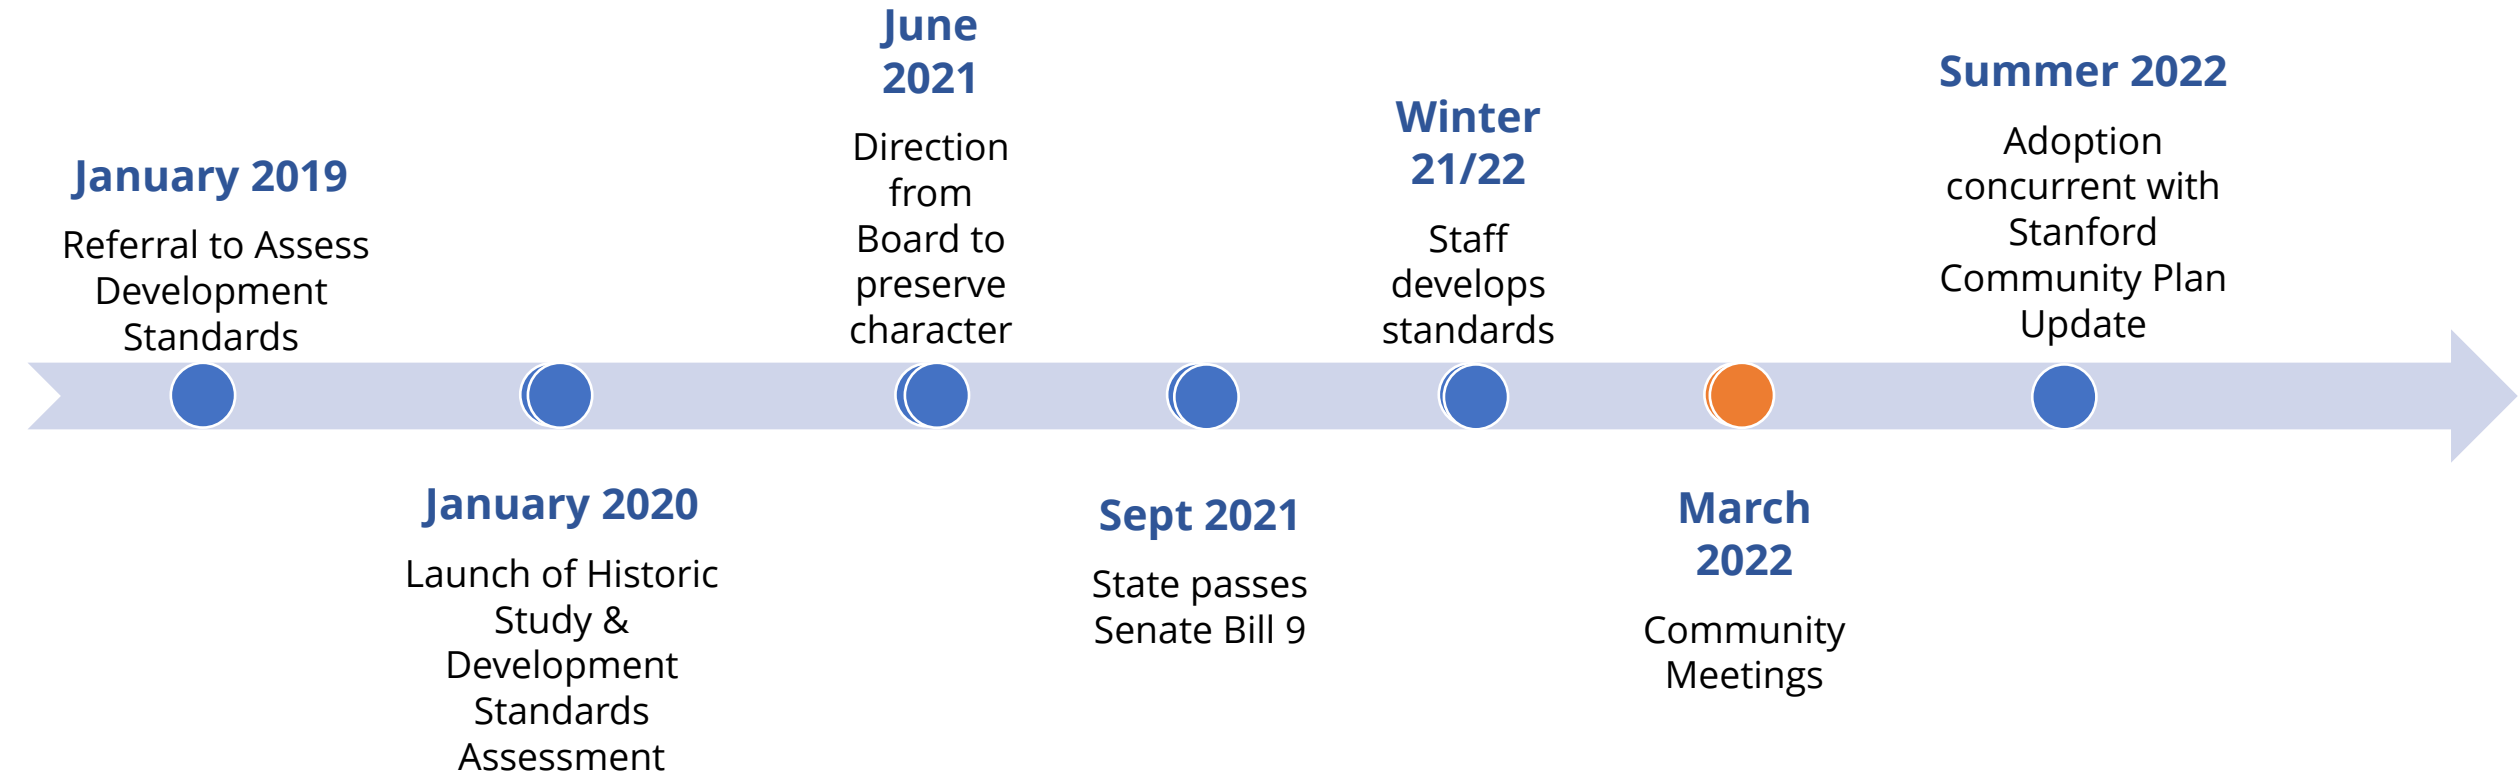 January 2019
Referral to Assess
Development
Standards
January 2020
Launch of Historic
Study &
Development
Standards
Assessment
June
2021
Direction
from
Board to
preserve
character
Sept 2021
State passes
Senate Bill 9
Winter
21/22
Staff
develops
standards
March
2022
Community
Meetings
Summer 2022
Adoption
concurrent with
Stanford
Community Plan
Update